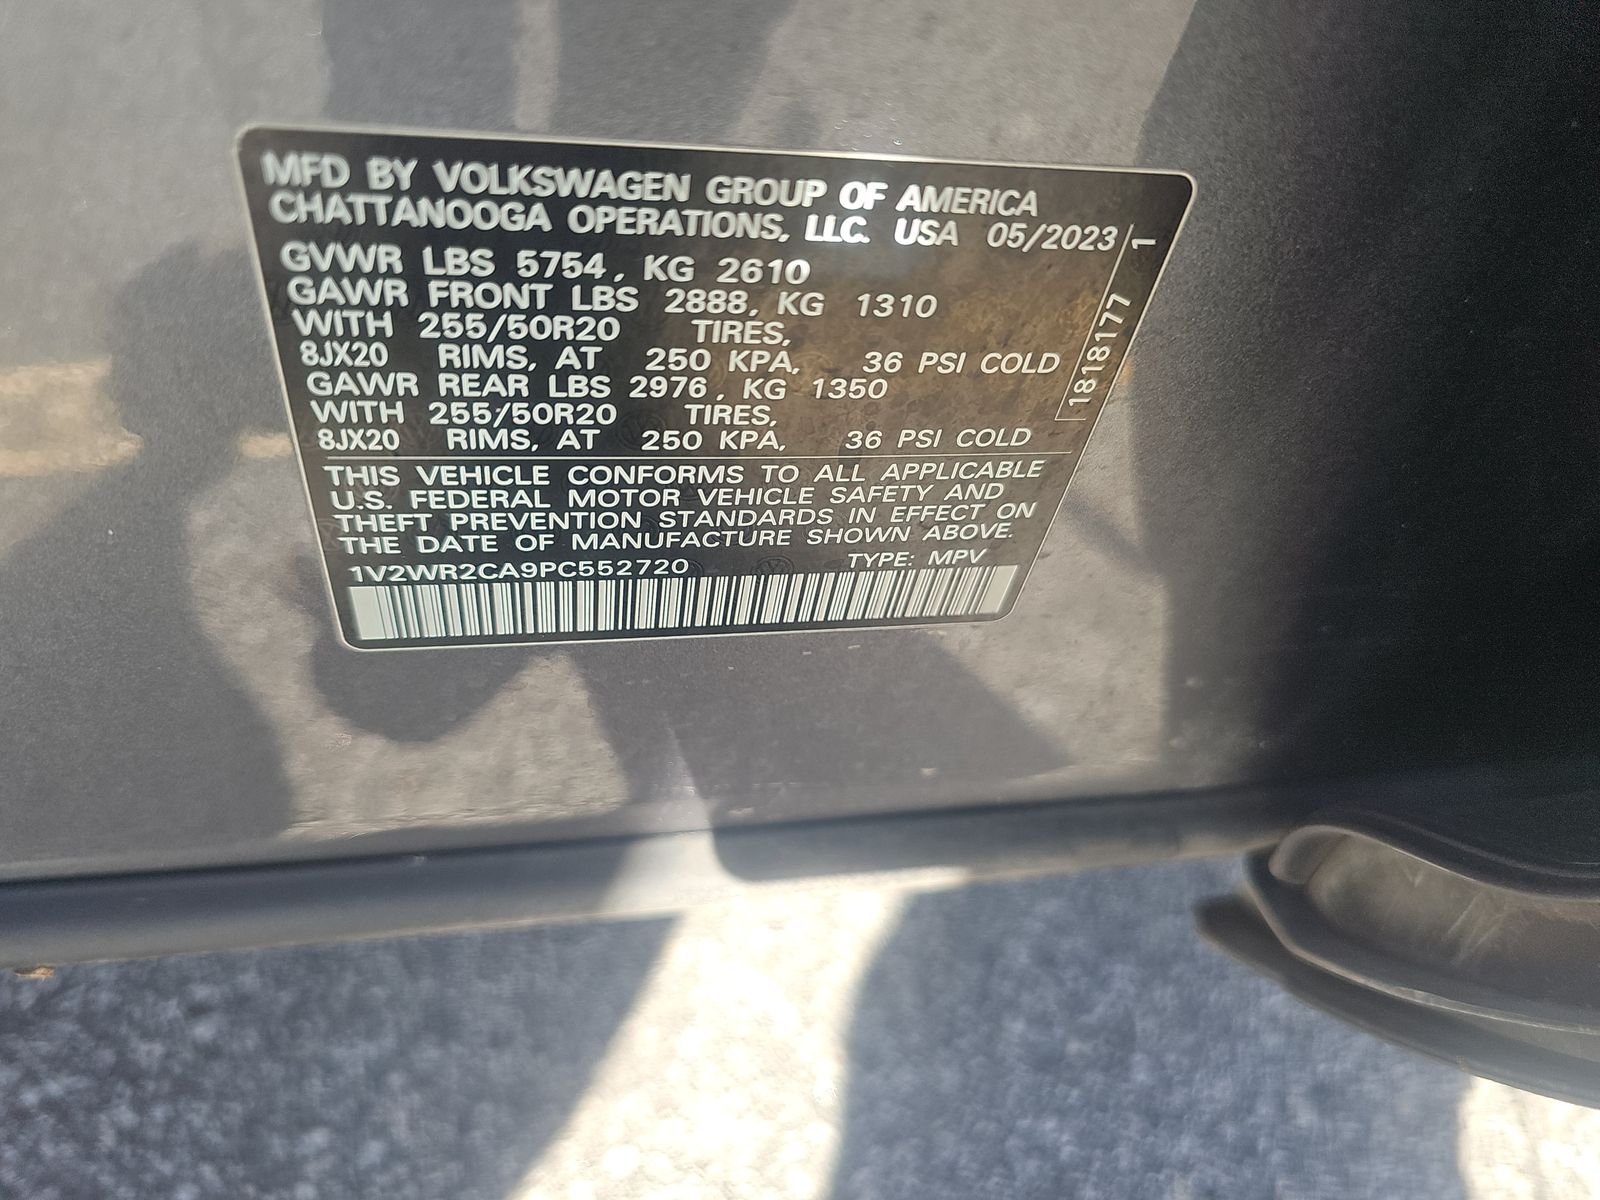 MFD BY VOLKSWAGEN GROUP OF AMERICA
CHATTANOOGA OPERATIONS, LLC. USA 05/2023
GVWR LBS 5754, KG 2610
GAWR FRONT LBS 2888, KG 1310
WITH 255/50R20 TIRES,
8JX20 RIMS, AT 250 KPA, 36 PSI COLD
GAWR REAR LBS 2976, KG 1350
WITH 255/50R20 TIRES,
8JX20 RIMS, AT 250 KPA, 36 PSI COLD
THIS VEHICLE CONFORMS TO ALL APPLICABLE
U.S. FEDERAL MOTOR VEHICLE SAFETY AND
THEFT PREVENTION STANDARDS IN EFFECT ON
THE DATE OF MANUFACTURE SHOWN ABOVE.
1V2WR2CA9PC552720 TYPE: MPV
1818177 1